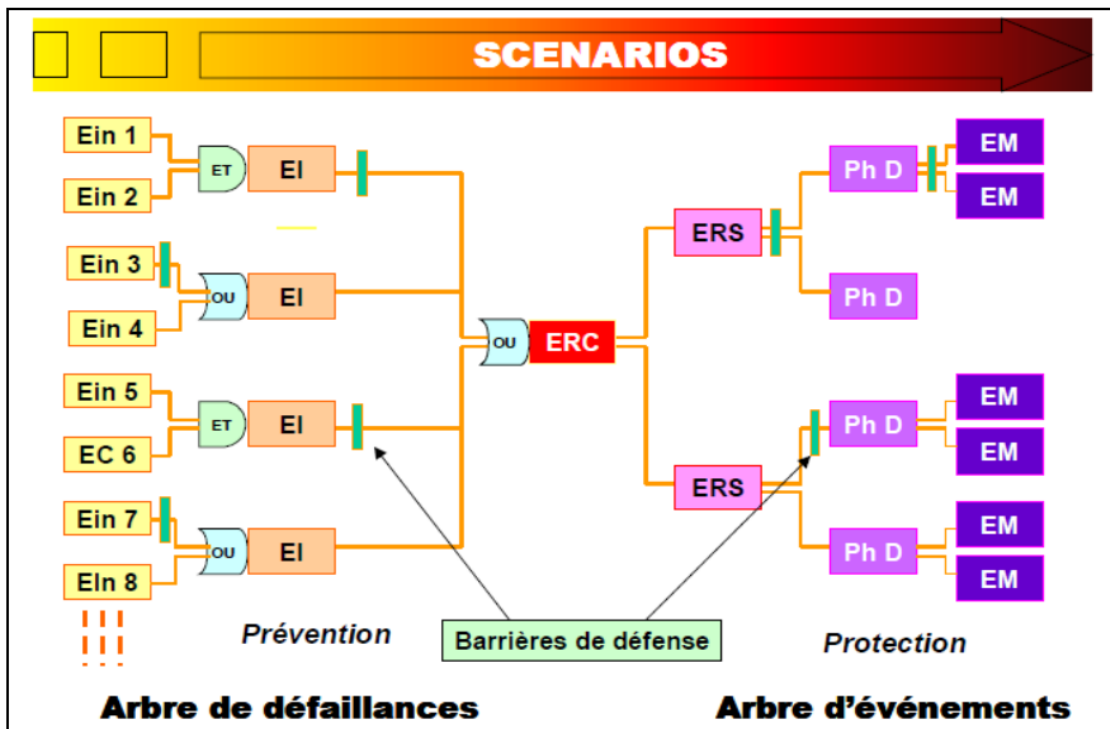 SCENARIOS
Ein 1
Ein 2
ET
EI
Ein 3
Ein 4
OU
EI
Ein 5
EC 6
ET
EI
Ein 7
EIn 8
OU
EI
OU
ERC
ERS
ERS
Ph D
Ph D
Ph D
Ph D
EM
EM
EM
EM
EM
EM
Prévention
Barrières de défense
Protection
Arbre de défaillances
Arbre d'événements